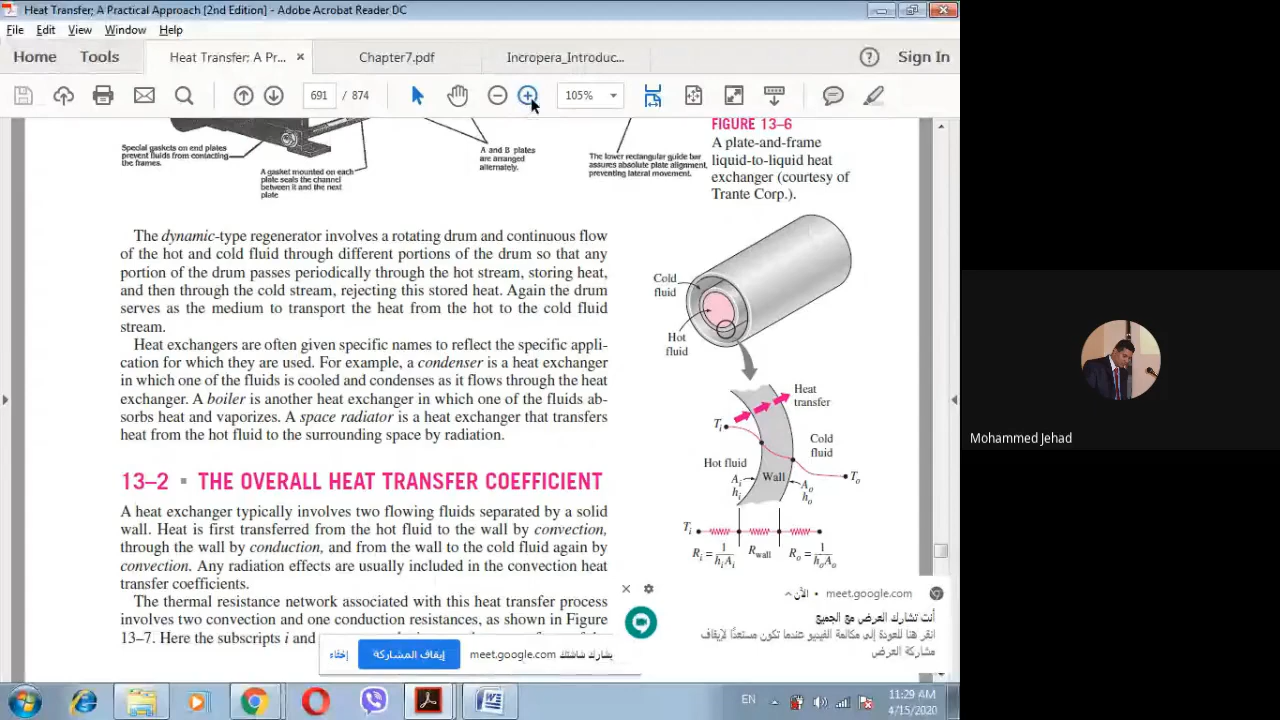 Heat Transfer; A Practical Approach [2nd Edition] - Adobe Acrobat Reader DC
File Edit View Window Help
Home Tools Heat Transfer; A Pr... × Chapter7.pdf Incropera_Introduc... Sign In
691 / 874 105%
Special gaskets on end plates
prevent fluids from contacting
the frames.
A gasket mounted on each
plate seals the channel
between it and the next
plate
A and B plates
are arranged
alternately.
The lower rectangular guide bar
assures absolute plate alignment,
preventing lateral movement.
FIGURE 13–6
A plate-and-frame
liquid-to-liquid heat
exchanger (courtesy of
Trante Corp.).
The dynamic-type regenerator involves a rotating drum and continuous flow
of the hot and cold fluid through different portions of the drum so that any
portion of the drum passes periodically through the hot stream, storing heat,
and then through the cold stream, rejecting this stored heat. Again the drum
serves as the medium to transport the heat from the hot to the cold fluid
stream.
Heat exchangers are often given specific names to reflect the specific appli-
cation for which they are used. For example, a condenser is a heat exchanger
in which one of the fluids is cooled and condenses as it flows through the heat
exchanger. A boiler is another heat exchanger in which one of the fluids ab-
sorbs heat and vaporizes. A space radiator is a heat exchanger that transfers
heat from the hot fluid to the surrounding space by radiation.
13–2 ▪ THE OVERALL HEAT TRANSFER COEFFICIENT
A heat exchanger typically involves two flowing fluids separated by a solid
wall. Heat is first transferred from the hot fluid to the wall by convection,
through the wall by conduction, and from the wall to the cold fluid again by
convection. Any radiation effects are usually included in the convection heat
transfer coefficients.
The thermal resistance network associated with this heat transfer process
involves two convection and one conduction resistances, as shown in Figure
13–7. Here the subscripts i and
Cold
fluid
Hot
fluid
Heat
transfer
Ti
Cold
fluid
Hot fluid
Wall
To
Ai
hi
Ao
ho
Ti
Ri = 1/hiAi Rwall Ro = 1/hoAo
meet.google.com • الآن
أنت تشارك العرض مع الجميع
انقر هنا للعودة إلى مكالمة الفيديو عندما تكون مستعدًا لإيقاف
مشاركة العرض
يشارك شاشتك meet.google.com
إيقاف المشاركة
إخفاء
Mohammed Jehad
EN
11:29 AM
4/15/2020